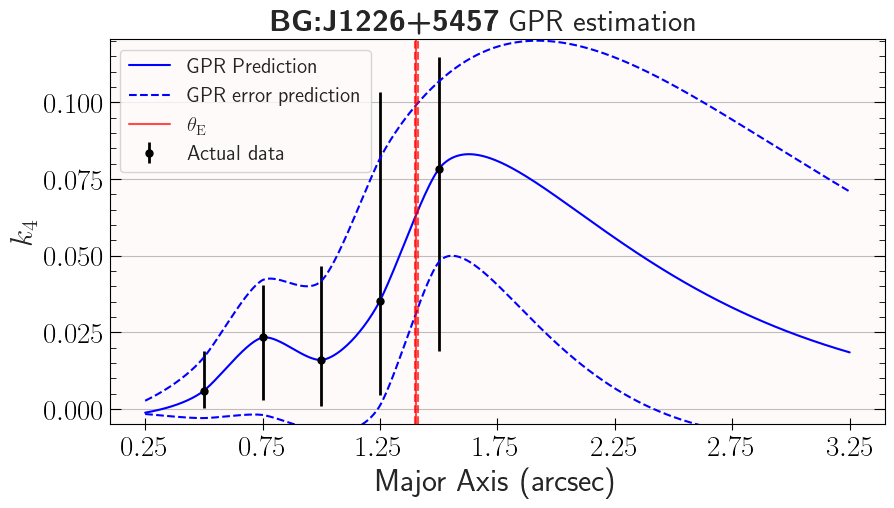 BG:J1226+5457 GPR estimation
GPR Prediction
GPR error prediction
θE
Actual data
0.100
0.075
0.050
0.025
0.000
k4
0.25 0.75 1.25 1.75 2.25 2.75 3.25
Major Axis (arcsec)